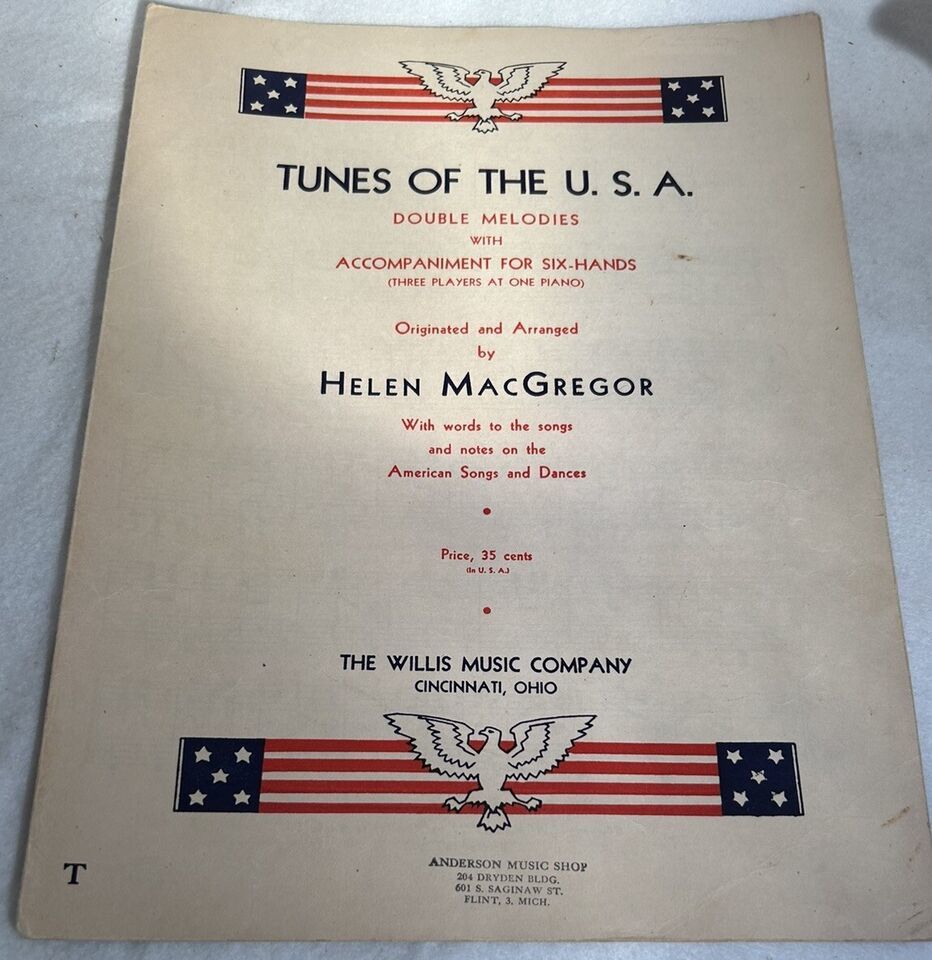 TUNES OF THE U. S. A.
DOUBLE MELODIES
WITH
ACCOMPANIMENT FOR SIX-HANDS
(THREE PLAYERS AT ONE PIANO)
Originated and Arranged
by
HELEN MACGREGOR
With words to the songs
and notes on the
American Songs and Dances
Price, 35 cents
(In U. S. A.)
THE WILLIS MUSIC COMPANY
CINCINNATI, OHIO
T
ANDERSON MUSIC SHOP
204 DRYDEN BLDG.
601 S. SAGINAW ST.
FLINT, 3, MICH.